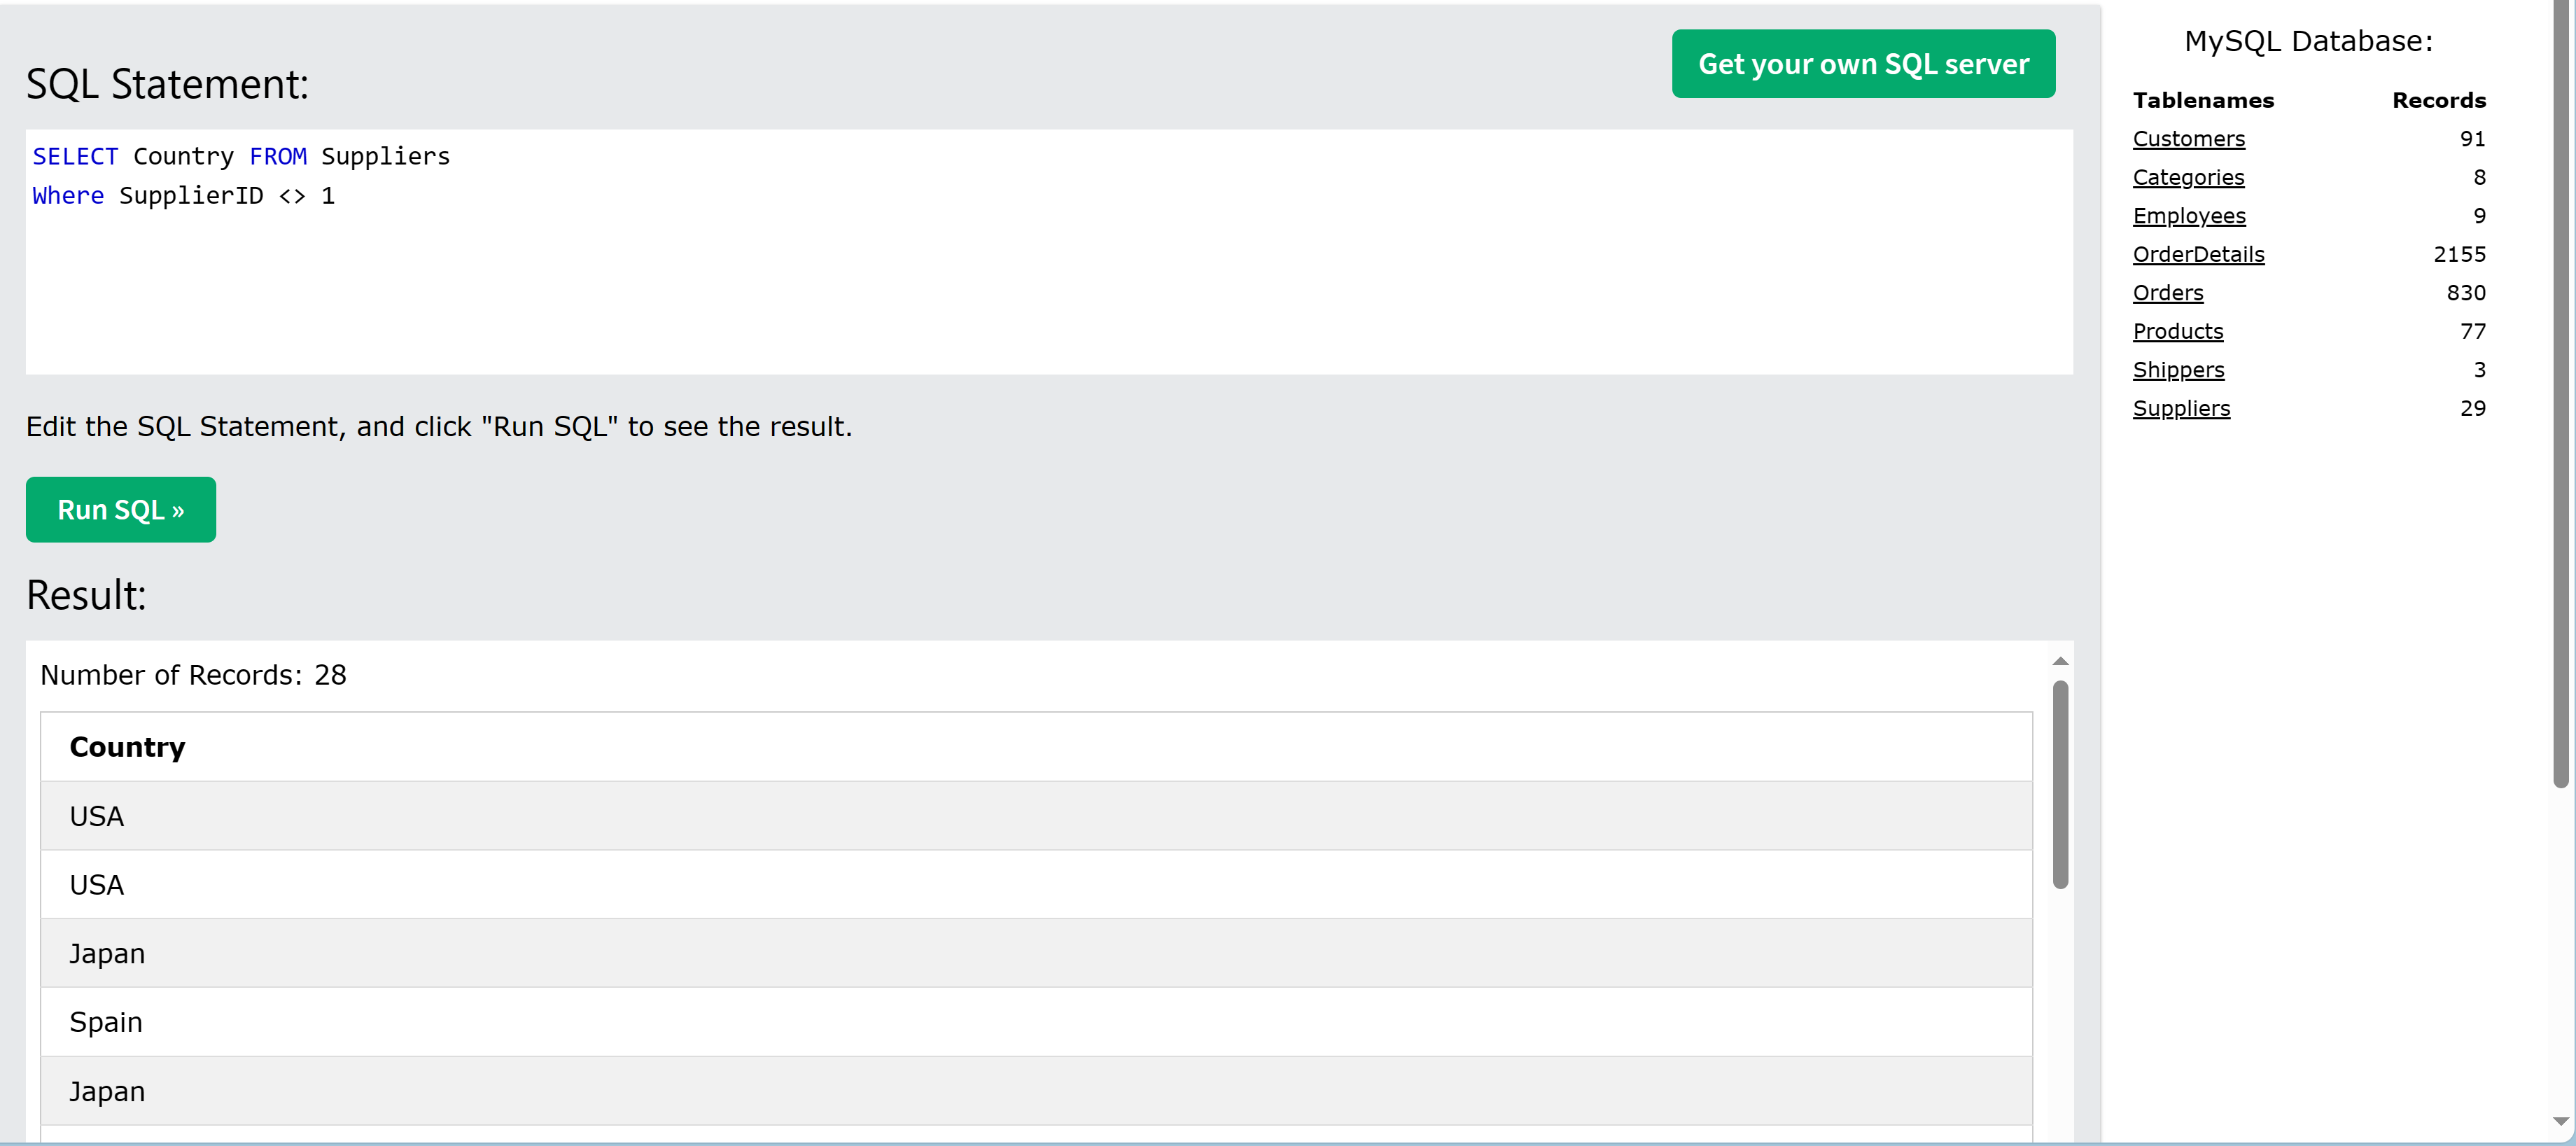 Get your own SQL server
SQL Statement:
SELECT Country FROM Suppliers
Where SupplierID <> 1
Edit the SQL Statement, and click "Run SQL" to see the result.
Run SQL »
Result:
Number of Records: 28
Country
USA
USA
Japan
Spain
Japan
MySQL Database:
Tablenames Records
Customers 91
Categories 8
Employees 9
OrderDetails 2155
Orders 830
Products 77
Shippers 3
Suppliers 29